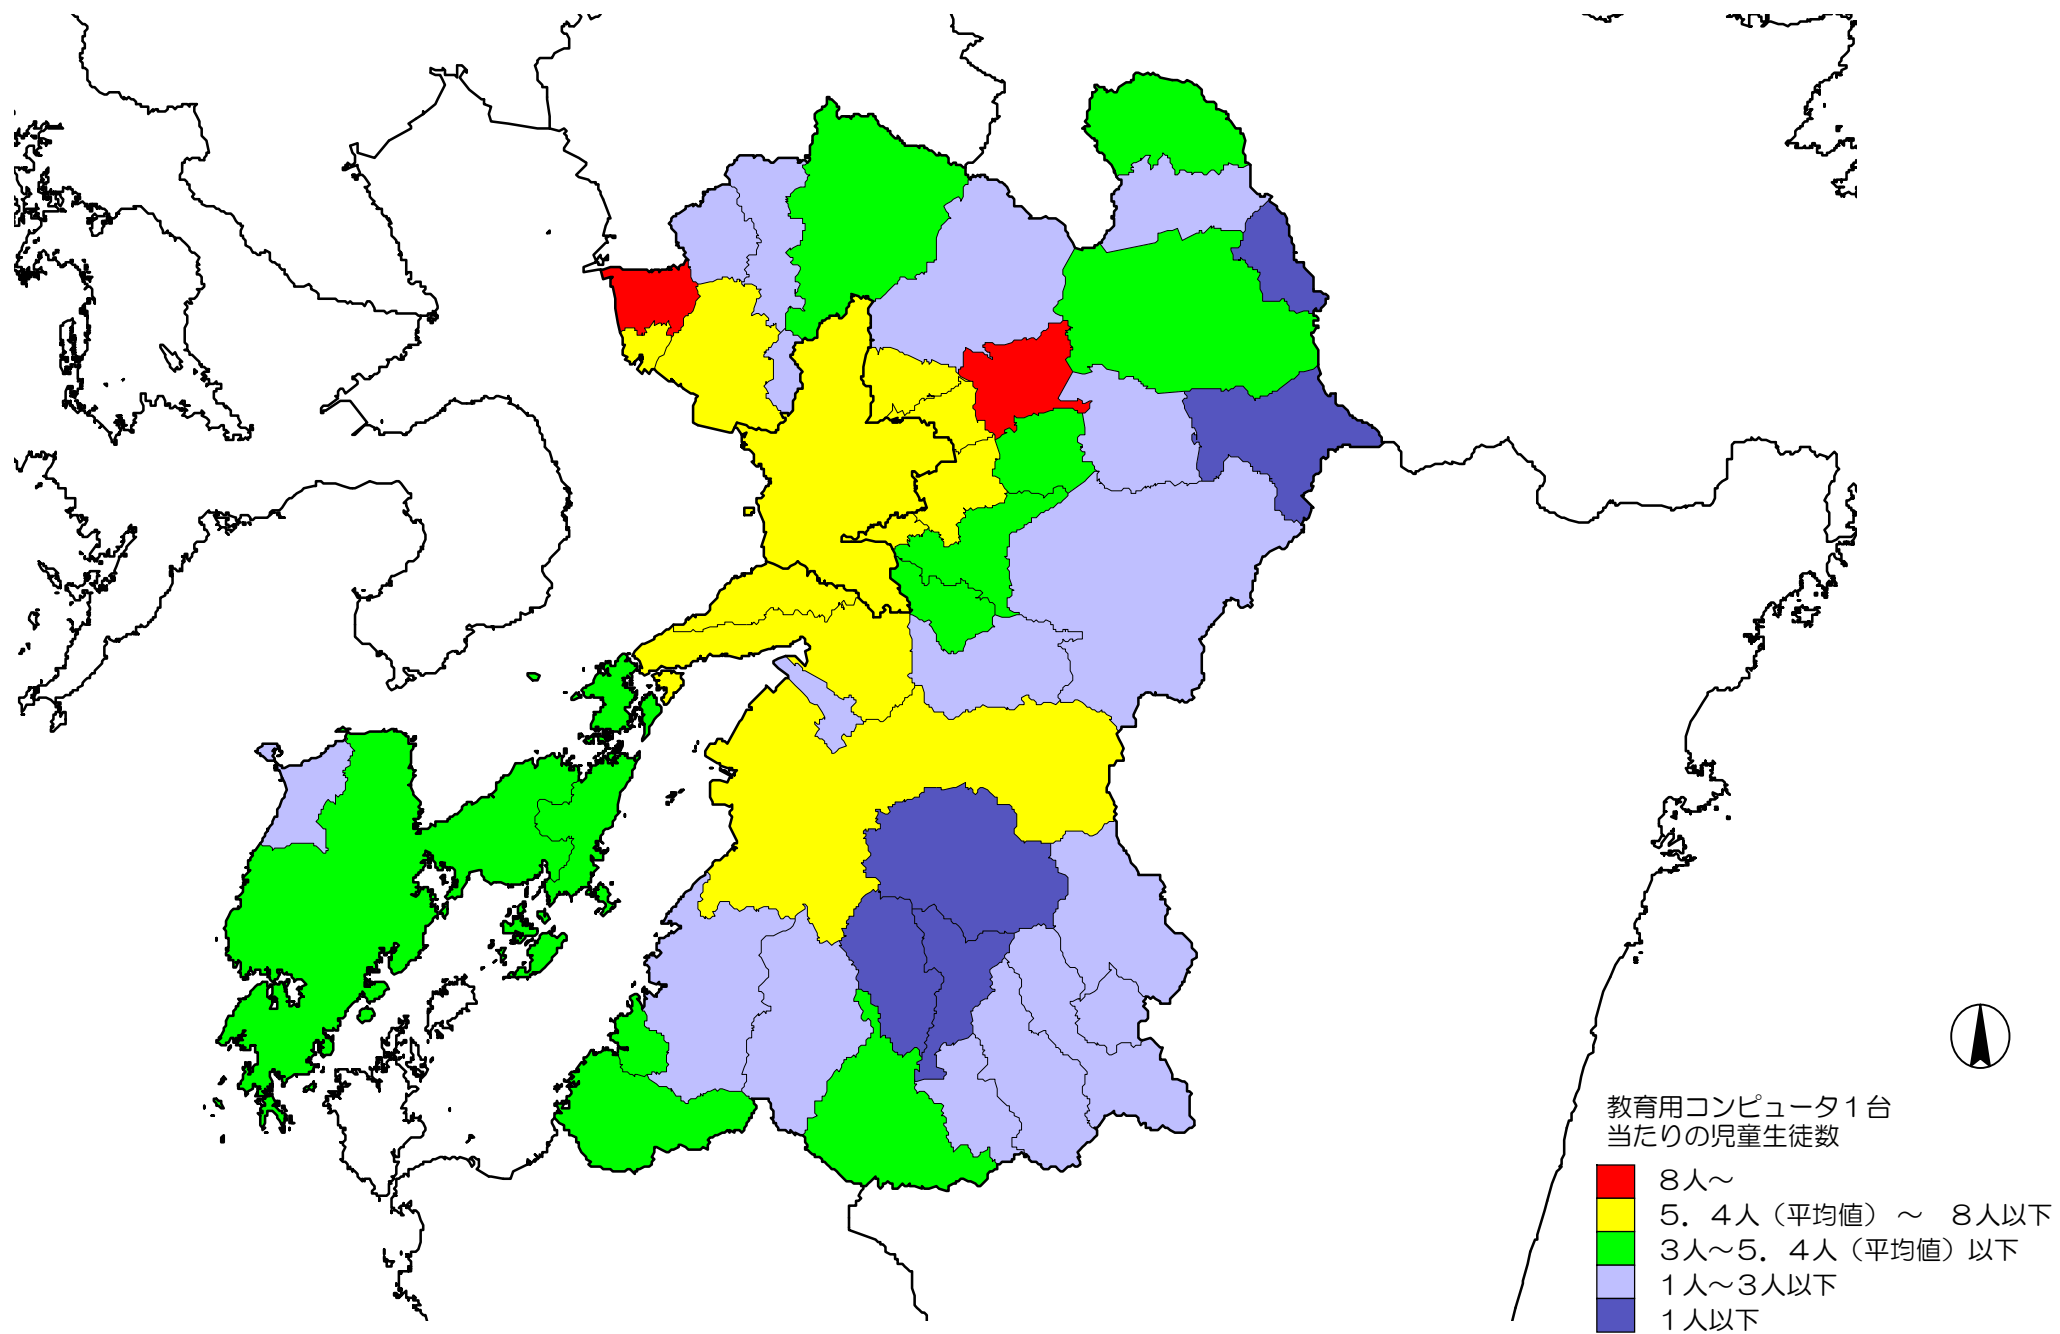 教育用コンピュータ１台
当たりの児童生徒数
８人～
５．４人（平均値）～　８人以下
３人～５．４人（平均値）以下
１人～３人以下
１人以下